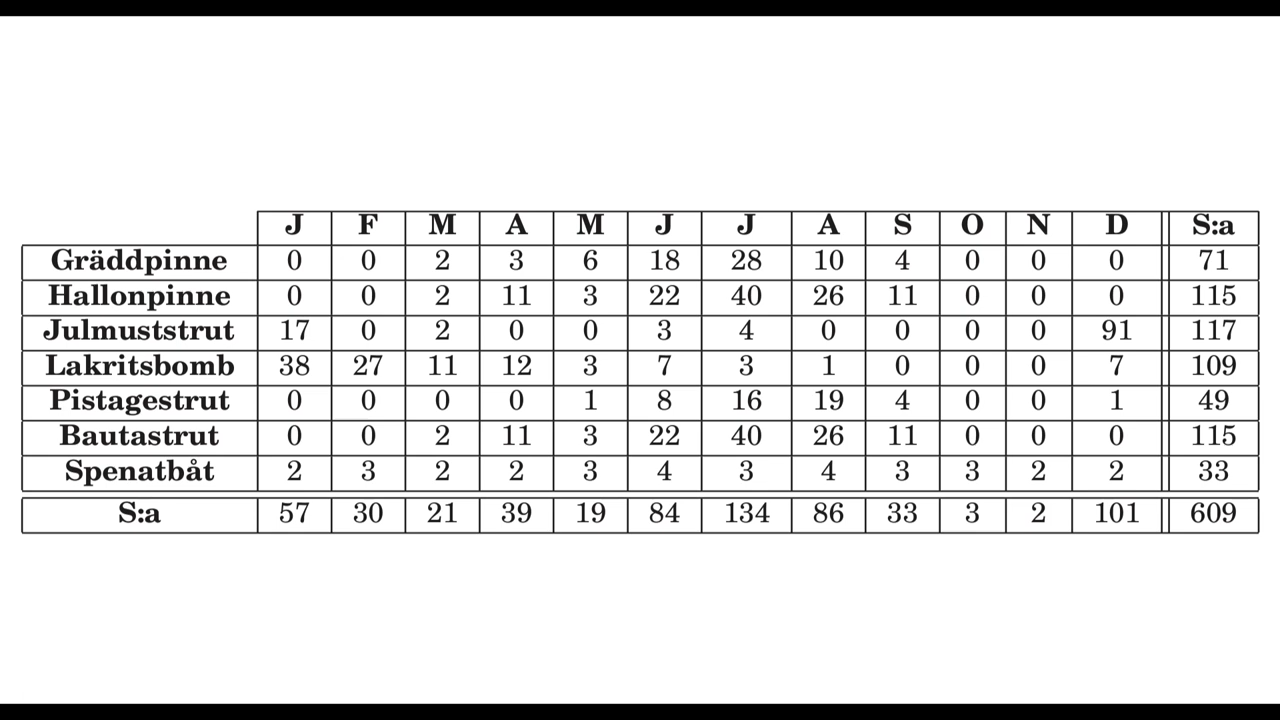 J F M A M J J A S O N D S:a
Gräddpinne 0 0 2 3 6 18 28 10 4 0 0 0 71
Hallonpinne 0 0 2 11 3 22 40 26 11 0 0 0 115
Julmuststrut 17 0 2 0 0 3 4 0 0 0 0 91 117
Lakritsbomb 38 27 11 12 3 7 3 1 0 0 0 7 109
Pistagestrut 0 0 0 0 1 8 16 19 4 0 0 1 49
Bautastrut 0 0 2 11 3 22 40 26 11 0 0 0 115
Spenatbåt 2 3 2 2 3 4 3 4 3 3 2 2 33
S:a 57 30 21 39 19 84 134 86 33 3 2 101 609